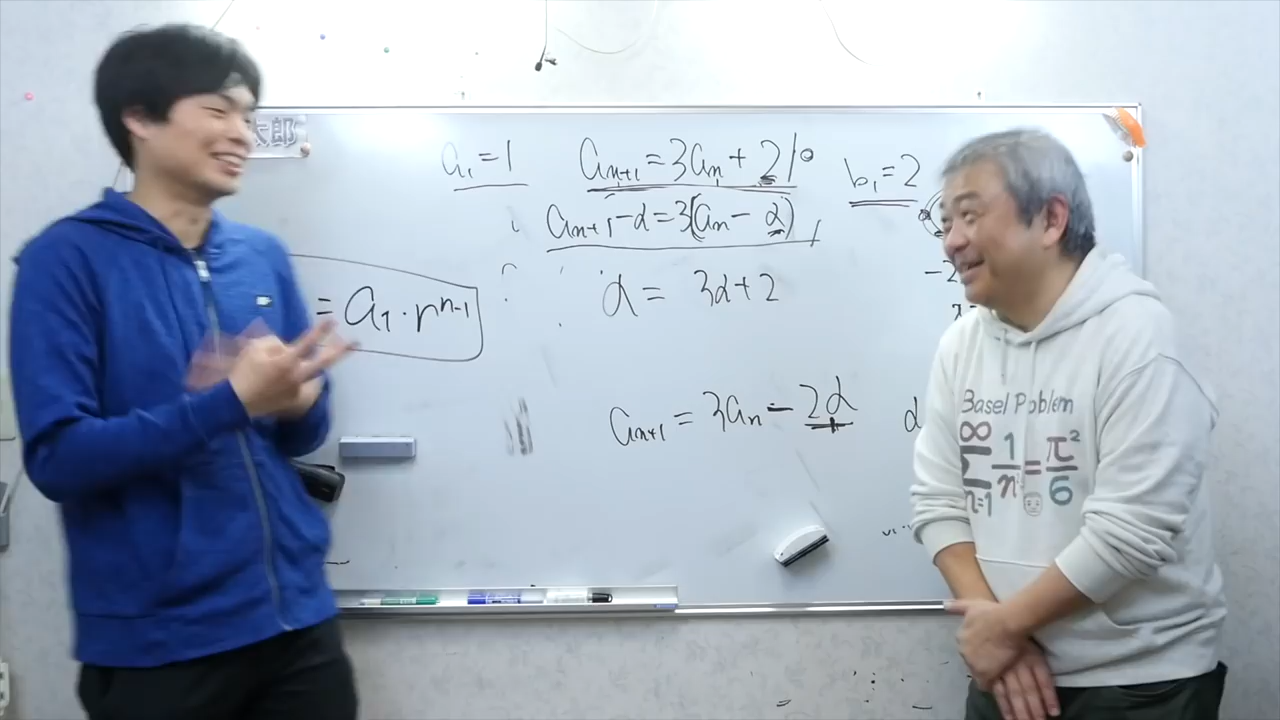 太郎
a₁=1 aₙ₊₁=3aₙ+2 b₁=2
aₙ₊₁-α=3(aₙ-α)
=a₁·rⁿ⁻¹
α= 3α+2
aₙ₊₁=3aₙ-2α α
Basel Problem
∞
Σ 1/n =π²/6
n=1